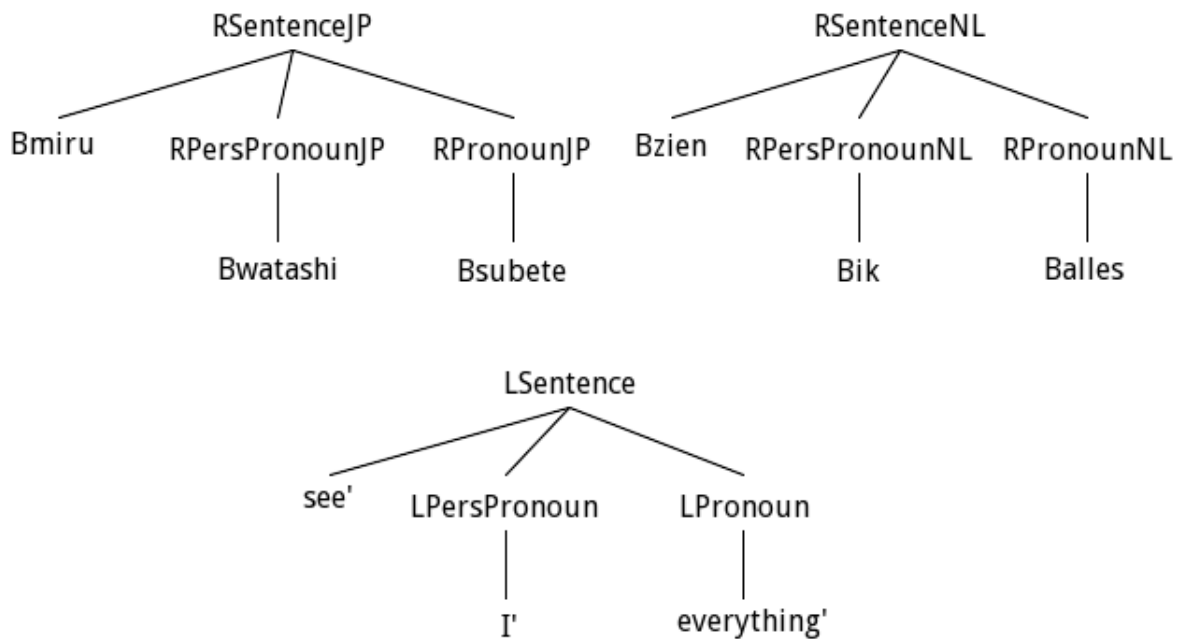 RSentenceJP RSentenceNL
Bmiru RPersPronounJP RPronounJP Bzien RPersPronounNL RPronounNL
Bwatashi Bsubete Bik Balles
LSentence
see' LPersPronoun LPronoun
I' everything'